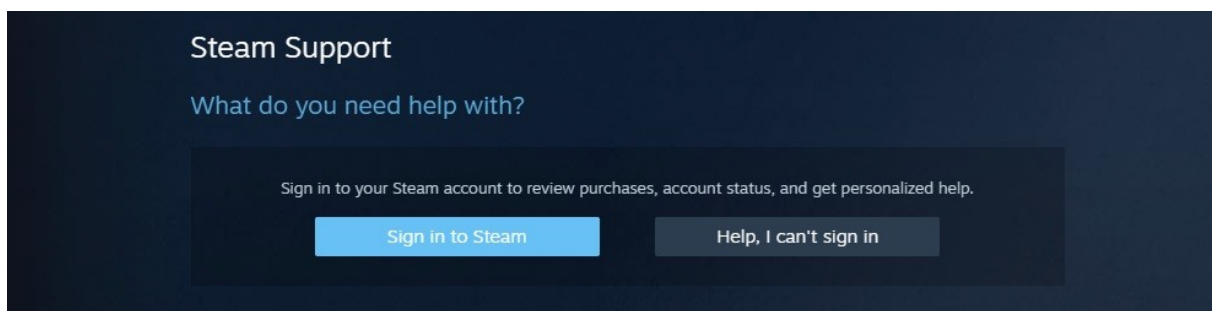 Steam Support
What do you need help with?
Sign in to your Steam account to review purchases, account status, and get personalized help.
Sign in to Steam
Help, I can't sign in